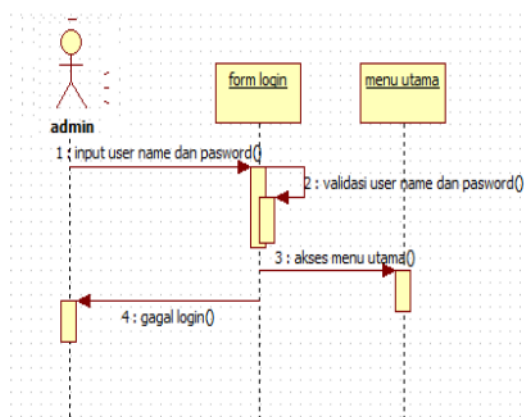 form login
menu utama
admin
1 : input user name dan pasword()
2 : validasi user name dan pasword()
3 : akses menu utama()
4 : gagal login()